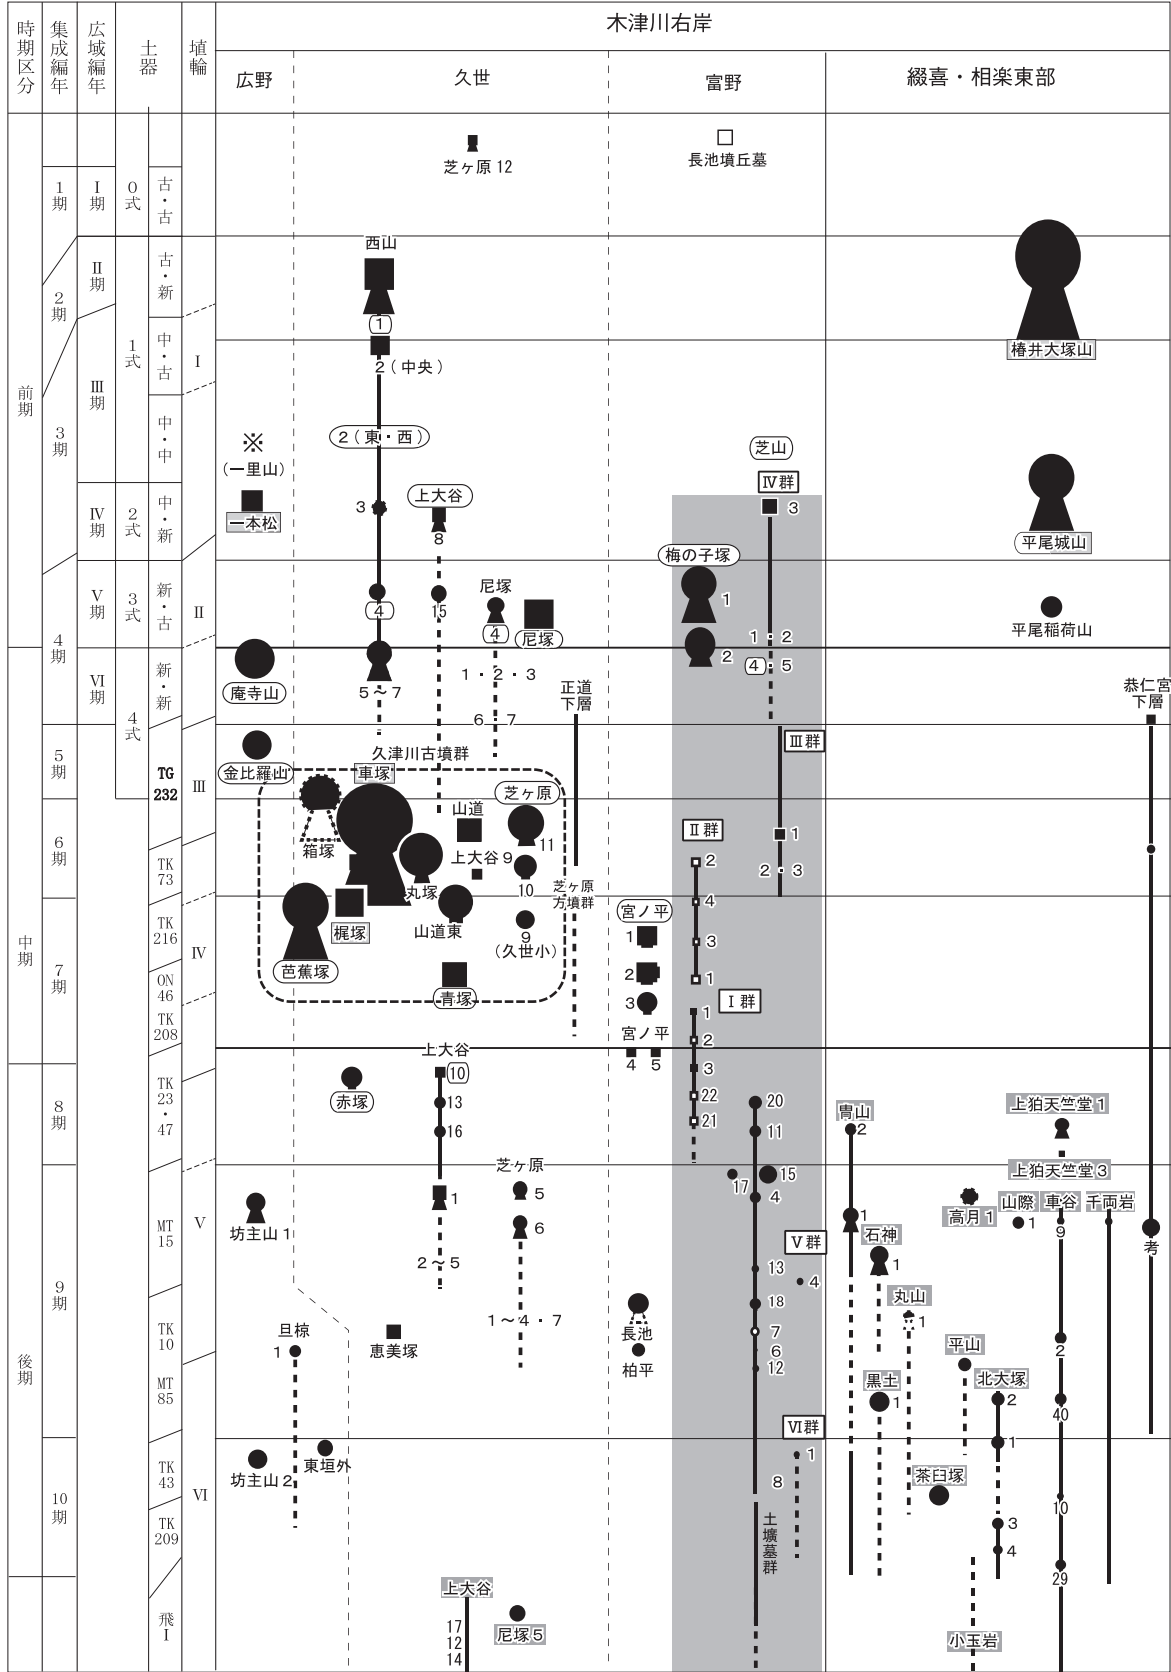 時期区分
集成編年
広域編年
土器
埴輪
木津川右岸
広野
久世
富野
綴喜・相楽東部
前期
中期
後期
1期
2期
3期
4期
5期
6期
7期
8期
9期
10期
Ⅰ期
Ⅱ期
Ⅲ期
Ⅳ期
Ⅴ期
Ⅵ期
0式
1式
2式
3式
4式
古・古
古・新
中・古
中・中
中・新
新・古
新・新
TG
232
TK
73
TK
216
ON
46
TK
208
TK
23
・
47
MT
15
TK
10
MT
85
TK
43
TK
209
飛Ⅰ
Ⅰ
Ⅱ
Ⅲ
Ⅳ
Ⅴ
Ⅵ
※
(一里山)
一本松
庵寺山
金比羅山
坊主山 1
旦椋
1
坊主山 2
東垣外
芝ヶ原 12
西山
1
2(中央)
2(東・西)
3
4
5～7
上大谷
8
15
尼塚
4
尼塚
1・2・3
6・7
正道
下層
久津川古墳群
車塚
箱塚
山道
芝ヶ原
11
上大谷 9
10
丸塚
芝ヶ原
方墳群
梶塚
山道東
9
(久世小)
芭蕉塚
青塚
上大谷
10
赤塚
13
16
芝ヶ原
1
5
6
2～5
1～4・7
恵美塚
上大谷
17
12
14
尼塚 5
長池墳丘墓
芝山
Ⅳ群
3
梅の子塚
1
1・2
2
4・5
Ⅲ群
1
2・3
Ⅱ群
2
4
3
1
宮ノ平
1
2
3
宮ノ平
4
5
Ⅰ群
1
2
3
22
21
20
11
17
15
4
Ⅴ群
13
4
18
7
6
12
長池
柏平
Ⅵ群
1
8
土壙墓群
椿井大塚山
平尾城山
平尾稲荷山
恭仁宮
下層
考
冑山
2
1
石神
1
上狛天竺堂 1
上狛天竺堂 3
高月 1
山際
1
車谷
9
千両岩
丸山
1
平山
2
黒土
1
北大塚
2
40
1
茶臼塚
10
3
4
29
小玉岩